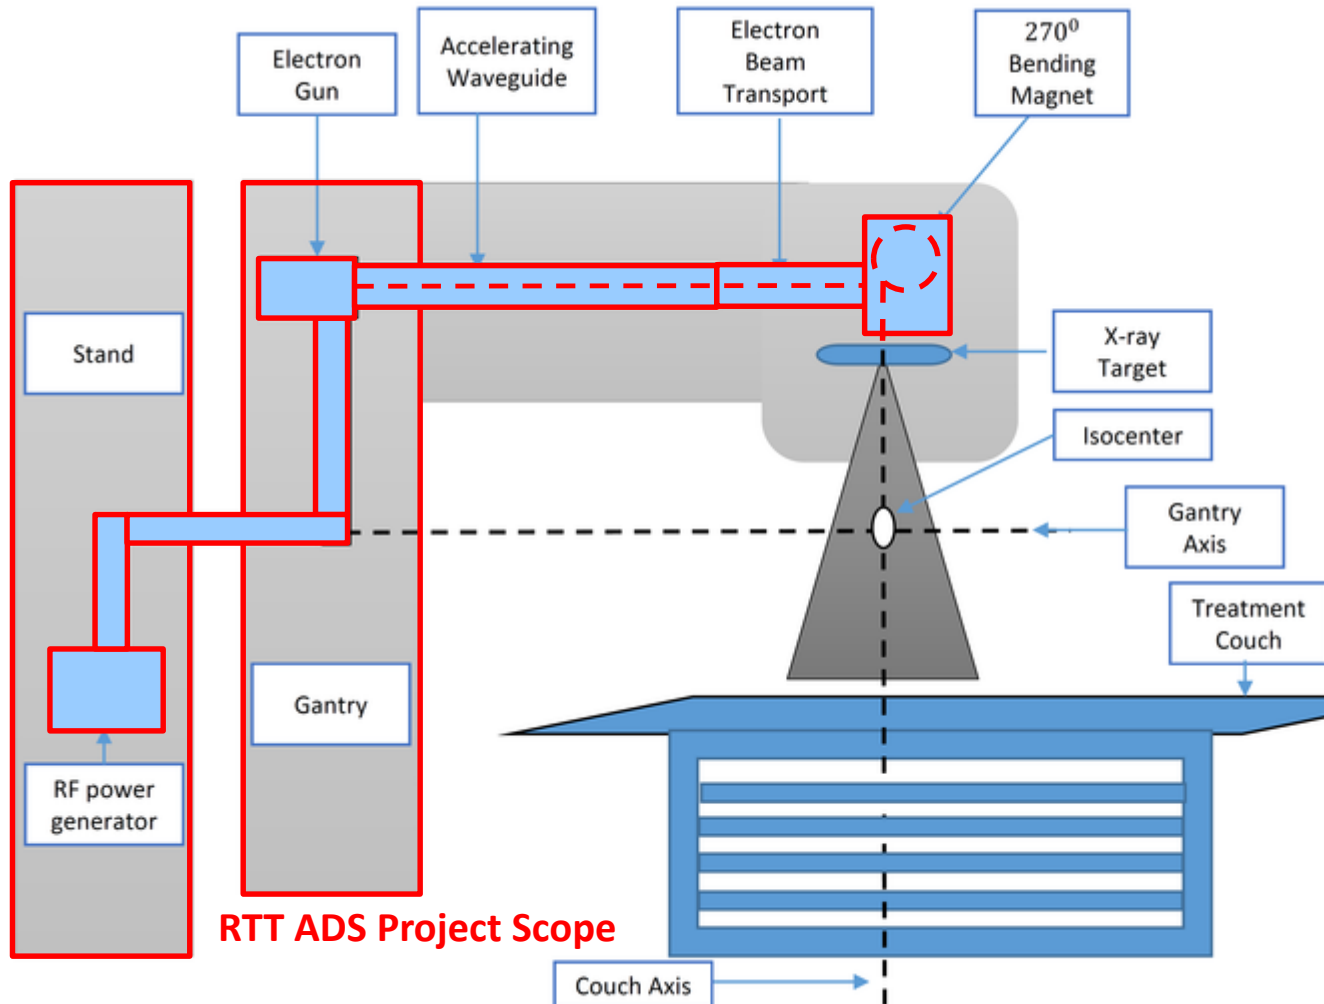 Electron
Gun
Accelerating
Waveguide
Electron
Beam
Transport
270⁰
Bending
Magnet
Stand
X-ray
Target
Isocenter
Gantry
Axis
Treatment
Couch
Gantry
RF power
generator
RTT ADS Project Scope
Couch Axis